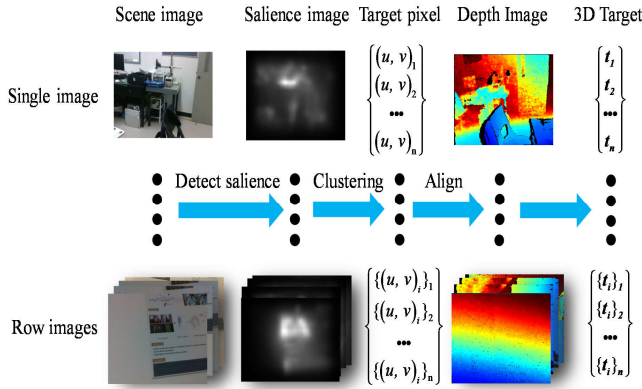 Scene image Salience image Target pixel Depth Image 3D Target
Single image
(u, v)1
(u, v)2
•••
(u, v)n
t1
t2
•••
tn
Detect salience Clustering Align
Row images
{(u, v)i}1
{(u, v)i}2
•••
{(u, v)i}n
{ti}1
{ti}2
•••
{ti}n